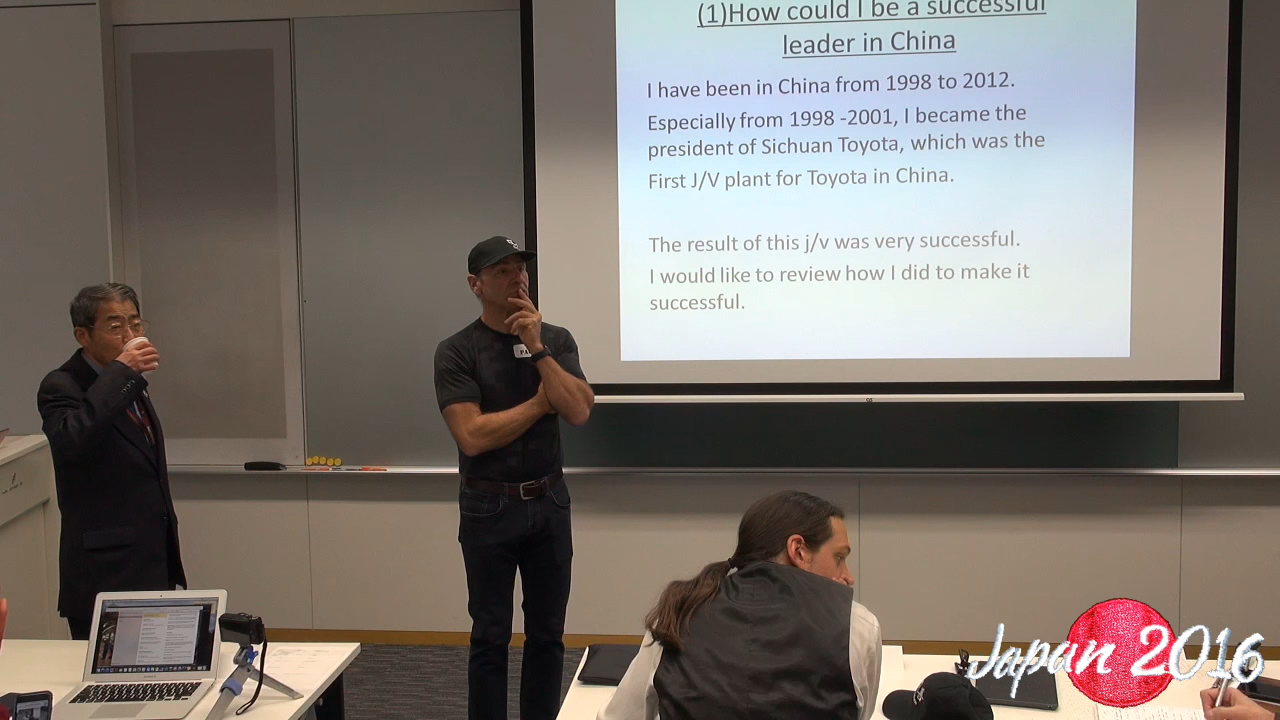 (1)How could I be a successful
leader in China
I have been in China from 1998 to 2012.
Especially from 1998 -2001, I became the
president of Sichuan Toyota, which was the
First J/V plant for Toyota in China.
The result of this j/v was very successful.
I would like to review how I did to make it
successful.
Japan 2016